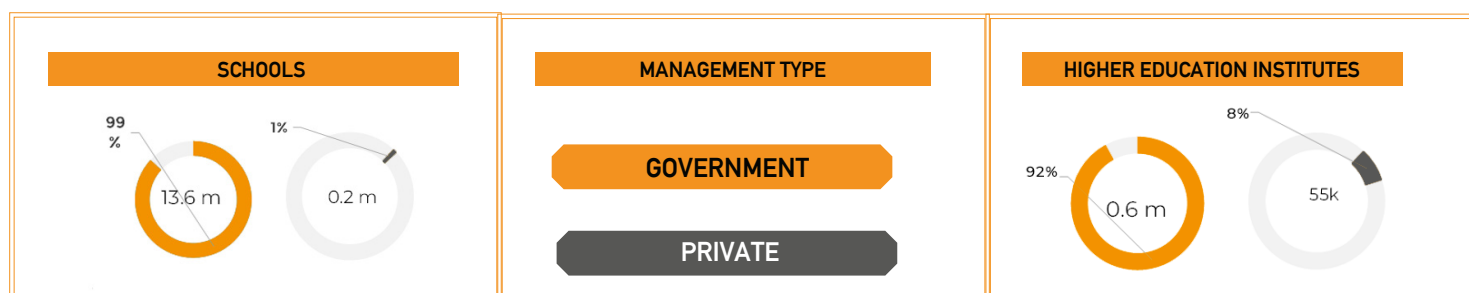 SCHOOLS
99
%
1%
13.6 m
0.2 m
MANAGEMENT TYPE
GOVERNMENT
PRIVATE
HIGHER EDUCATION INSTITUTES
8%
92%
0.6 m
55k